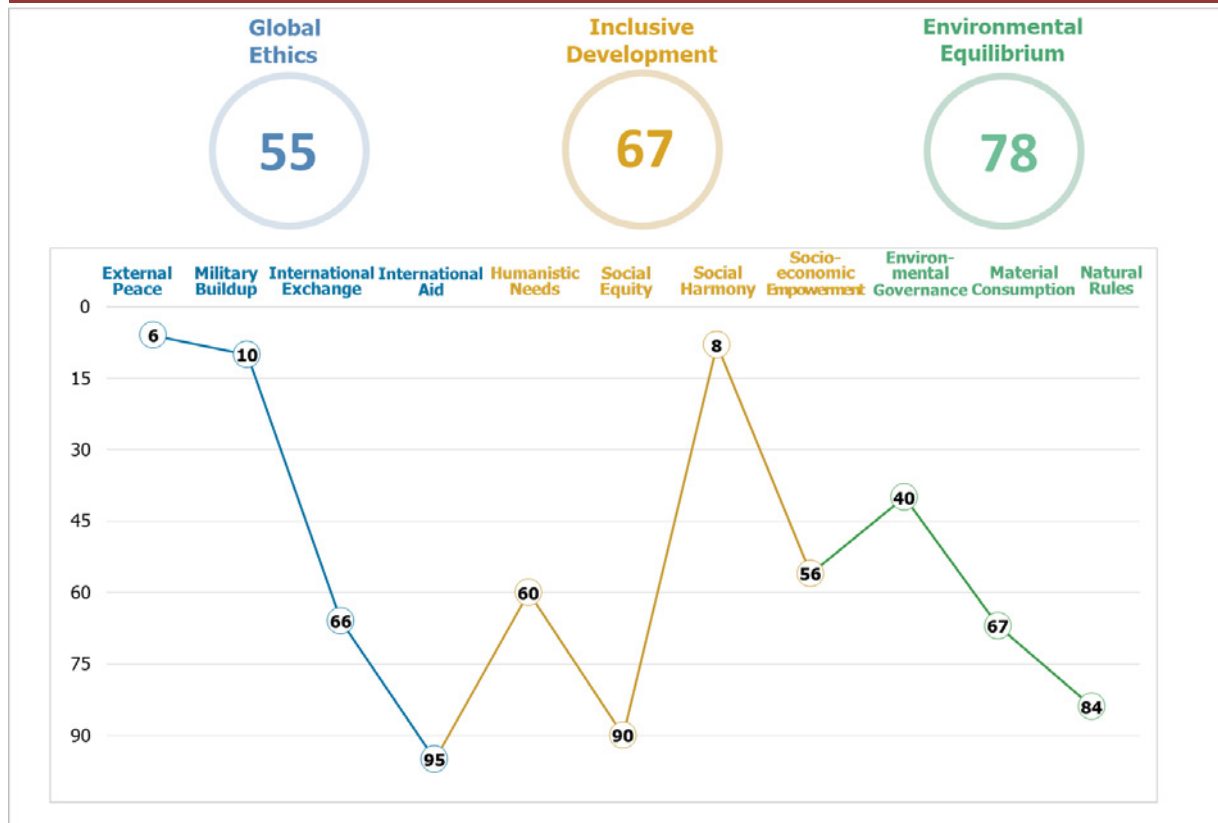 Global
Ethics
55
Inclusive
Development
67
Environmental
Equilibrium
78
External
Peace
Military
Buildup
International
Exchange
International
Aid
Humanistic
Needs
Social
Equity
Social
Harmony
Socio-
economic
Empowerment
Environ-
mental
Governance
Material
Consumption
Natural
Rules
0
15
30
45
60
75
90
6
10
66
95
60
90
8
56
40
67
84